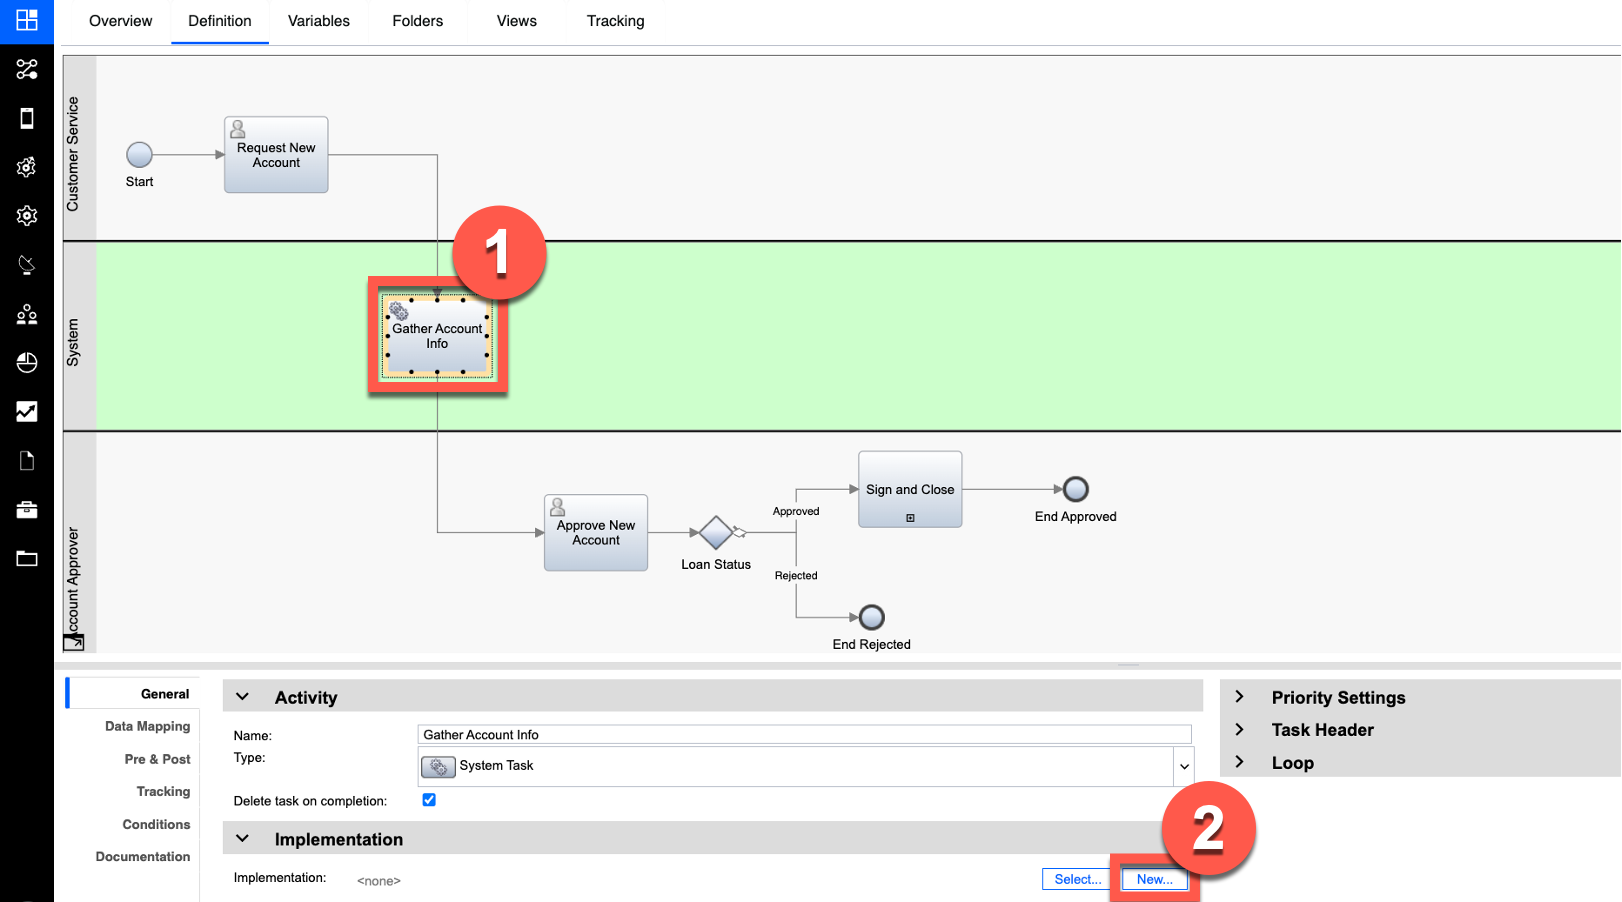 Overview
Definition
Variables
Folders
Views
Tracking
Customer Service
Start
Request New
Account
1
System
Gather Account
Info
Account Approver
Approve New
Account
Loan Status
Approved
Rejected
Sign and Close
End Approved
End Rejected
General
Data Mapping
Pre & Post
Tracking
Conditions
Documentation
Activity
Name:
Gather Account Info
Type:
System Task
Delete task on completion:
Implementation
2
Implementation:
<none>
Select...
New...
Priority Settings
Task Header
Loop